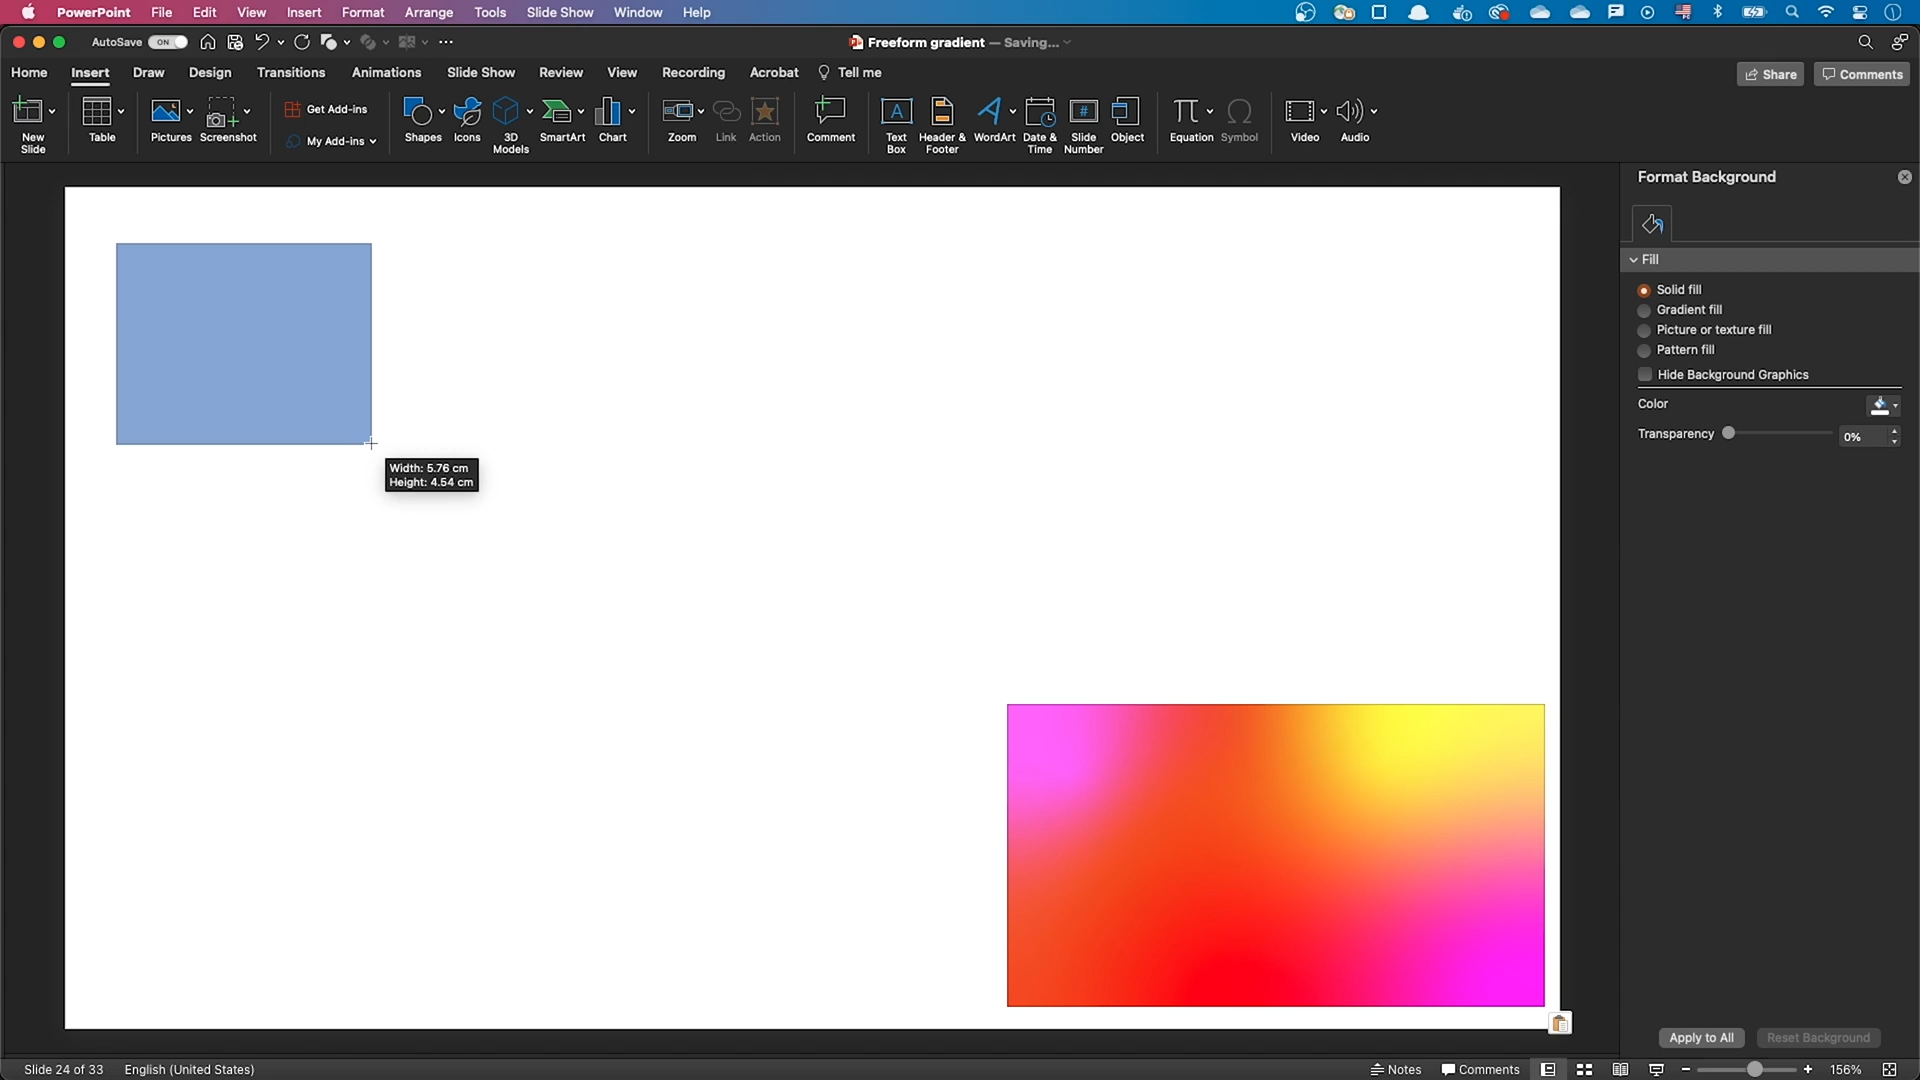 PowerPoint File Edit View Insert Format Arrange Tools Slide Show Window Help
AutoSave ON Freeform gradient — Saving...
Home Insert Draw Design Transitions Animations Slide Show Review View Recording Acrobat Tell me Share Comments
New Slide
Table
Pictures
Screenshot
Get Add-ins
My Add-ins
Shapes
Icons
3D Models
SmartArt
Chart
Zoom
Link
Action
Comment
Text Box
Header & Footer
WordArt
Date & Time
Slide Number
Object
Equation
Symbol
Video
Audio
Format Background
Fill
Solid fill
Gradient fill
Picture or texture fill
Pattern fill
Hide Background Graphics
Color
Transparency 0%
Width: 5.76 cm
Height: 4.54 cm
Apply to All Reset Background
Slide 24 of 33 English (United States) Notes Comments 156%